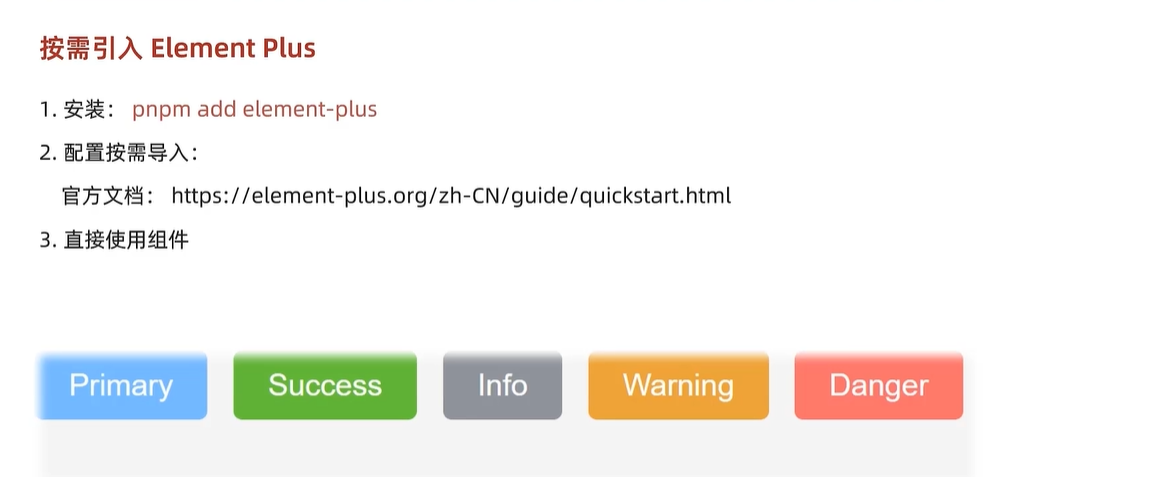 按需引入 Element Plus
1. 安装： pnpm add element-plus
2. 配置按需导入：
官方文档： https://element-plus.org/zh-CN/guide/quickstart.html
3. 直接使用组件
Primary Success Info Warning Danger